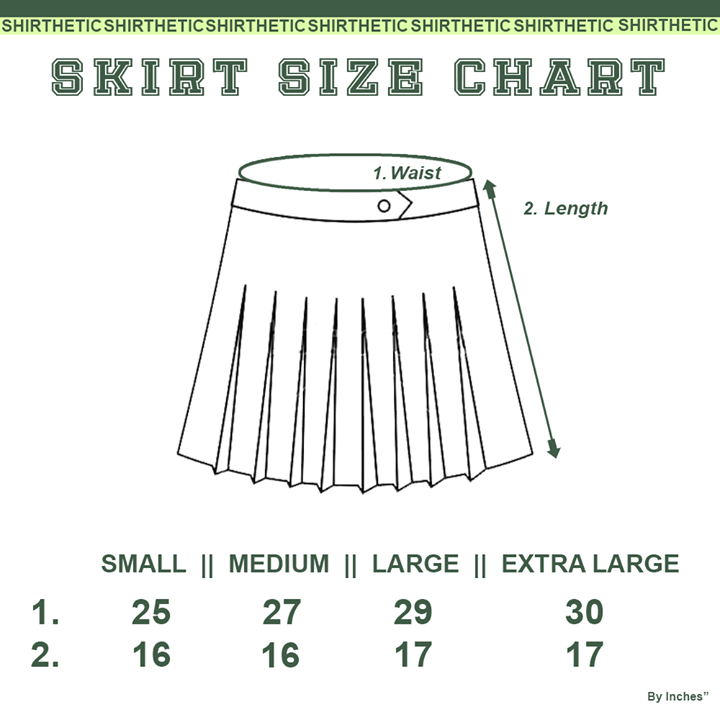 SHIRTHETIC SHIRTHETIC SHIRTHETIC SHIRTHETIC SHIRTHETIC SHIRTHETIC SHIRTHETIC
SKIRT SIZE CHART
1. Waist
2. Length
SMALL || MEDIUM || LARGE || EXTRA LARGE
1. 25 27 29 30
2. 16 16 17 17
By Inches”